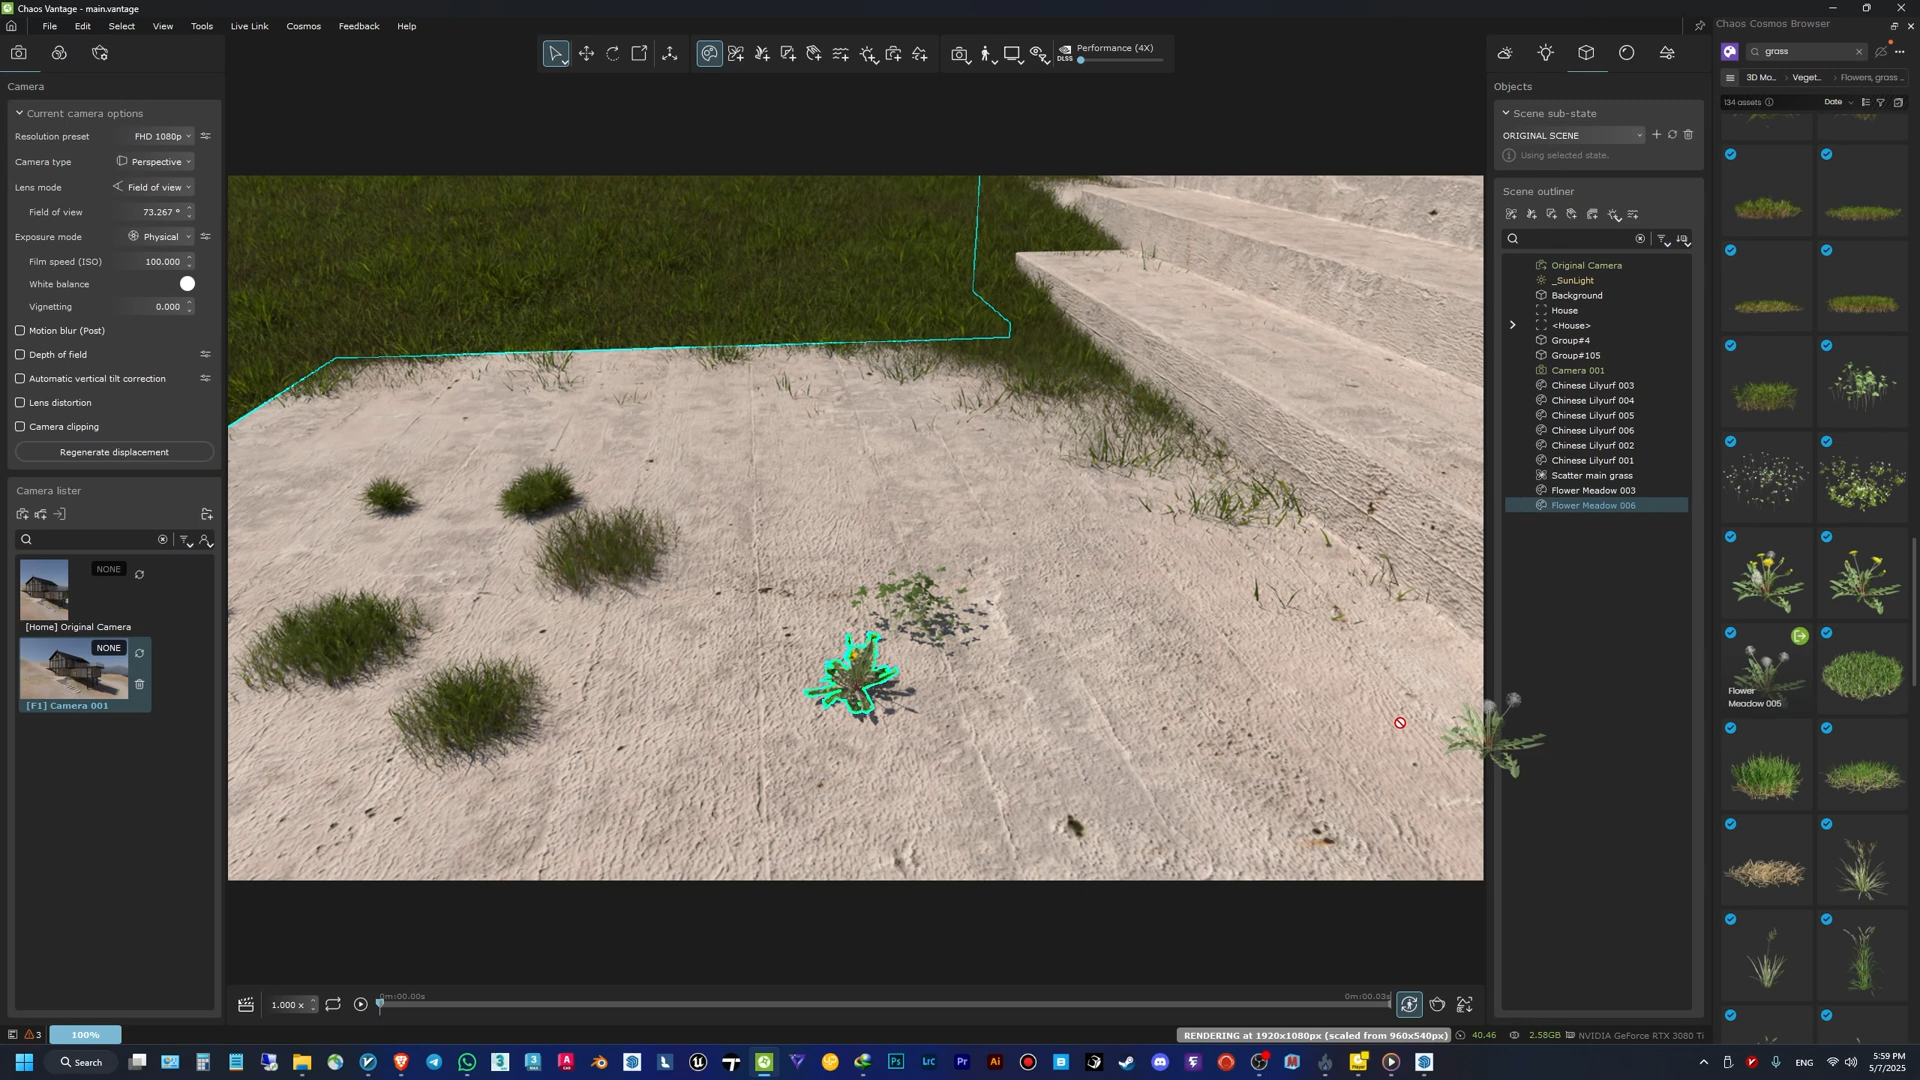 Chaos Vantage - main.vantage
File Edit Select View Tools Live Link Cosmos Feedback Help
Chaos Cosmos Browser
Performance (4X)
DLSS
grass
3D Mo... Veget... Flowers, grass ...
134 assets Date
Camera
Current camera options
Resolution preset FHD 1080p
Camera type Perspective
Lens mode Field of view
Field of view 73.267 °
Exposure mode Physical
Film speed (ISO) 100.000
White balance
Vignetting 0.000
Motion blur (Post)
Depth of field
Automatic vertical tilt correction
Lens distortion
Camera clipping
Regenerate displacement
Camera lister
NONE
[Home] Original Camera
NONE
[F1] Camera 001
Objects
Scene sub-state
ORIGINAL SCENE
Using selected state.
Scene outliner
Original Camera
_SunLight
Background
House
<House>
Group#4
Group#105
Camera 001
Chinese Lilyurf 003
Chinese Lilyurf 004
Chinese Lilyurf 005
Chinese Lilyurf 006
Chinese Lilyurf 002
Chinese Lilyurf 001
Scatter main grass
Flower Meadow 003
Flower Meadow 006
Flower
Meadow 005
1.000 x 0m:00.00s 0m:00.03s
3 100% RENDERING at 1920x1080px (scaled from 960x540px) 40.46 2.58GB NVIDIA GeForce RTX 3080 Ti
Search ENG 5:59 PM
5/7/2025